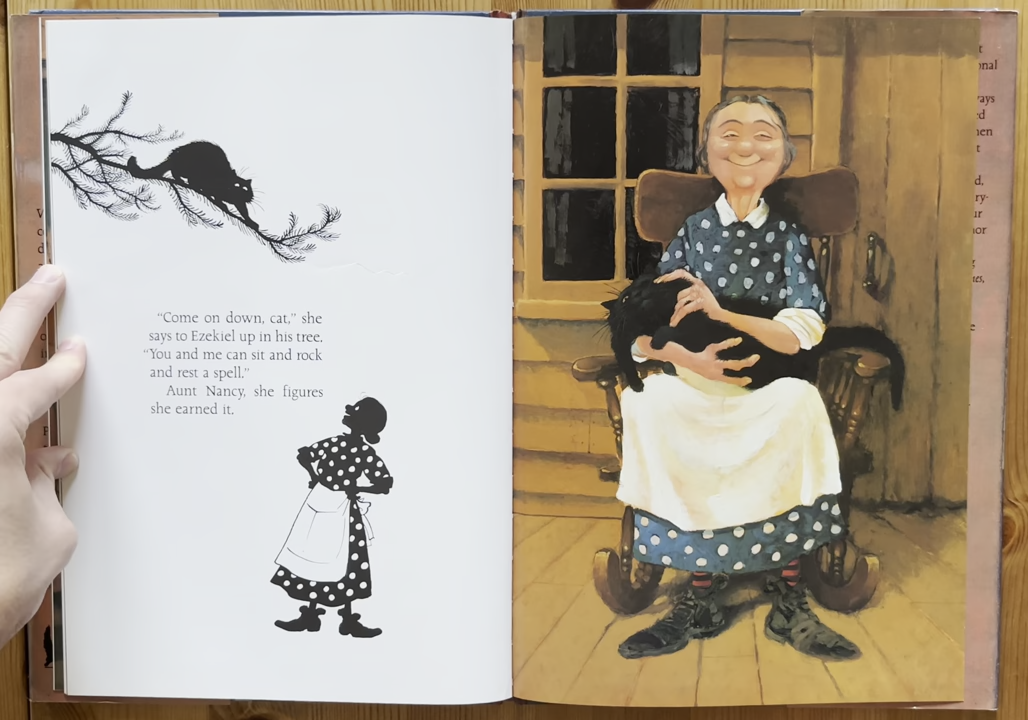 “Come on down, cat,” she
says to Ezekiel up in his tree.
“You and me can sit and rock
and rest a spell.”
Aunt Nancy, she figures
she earned it.